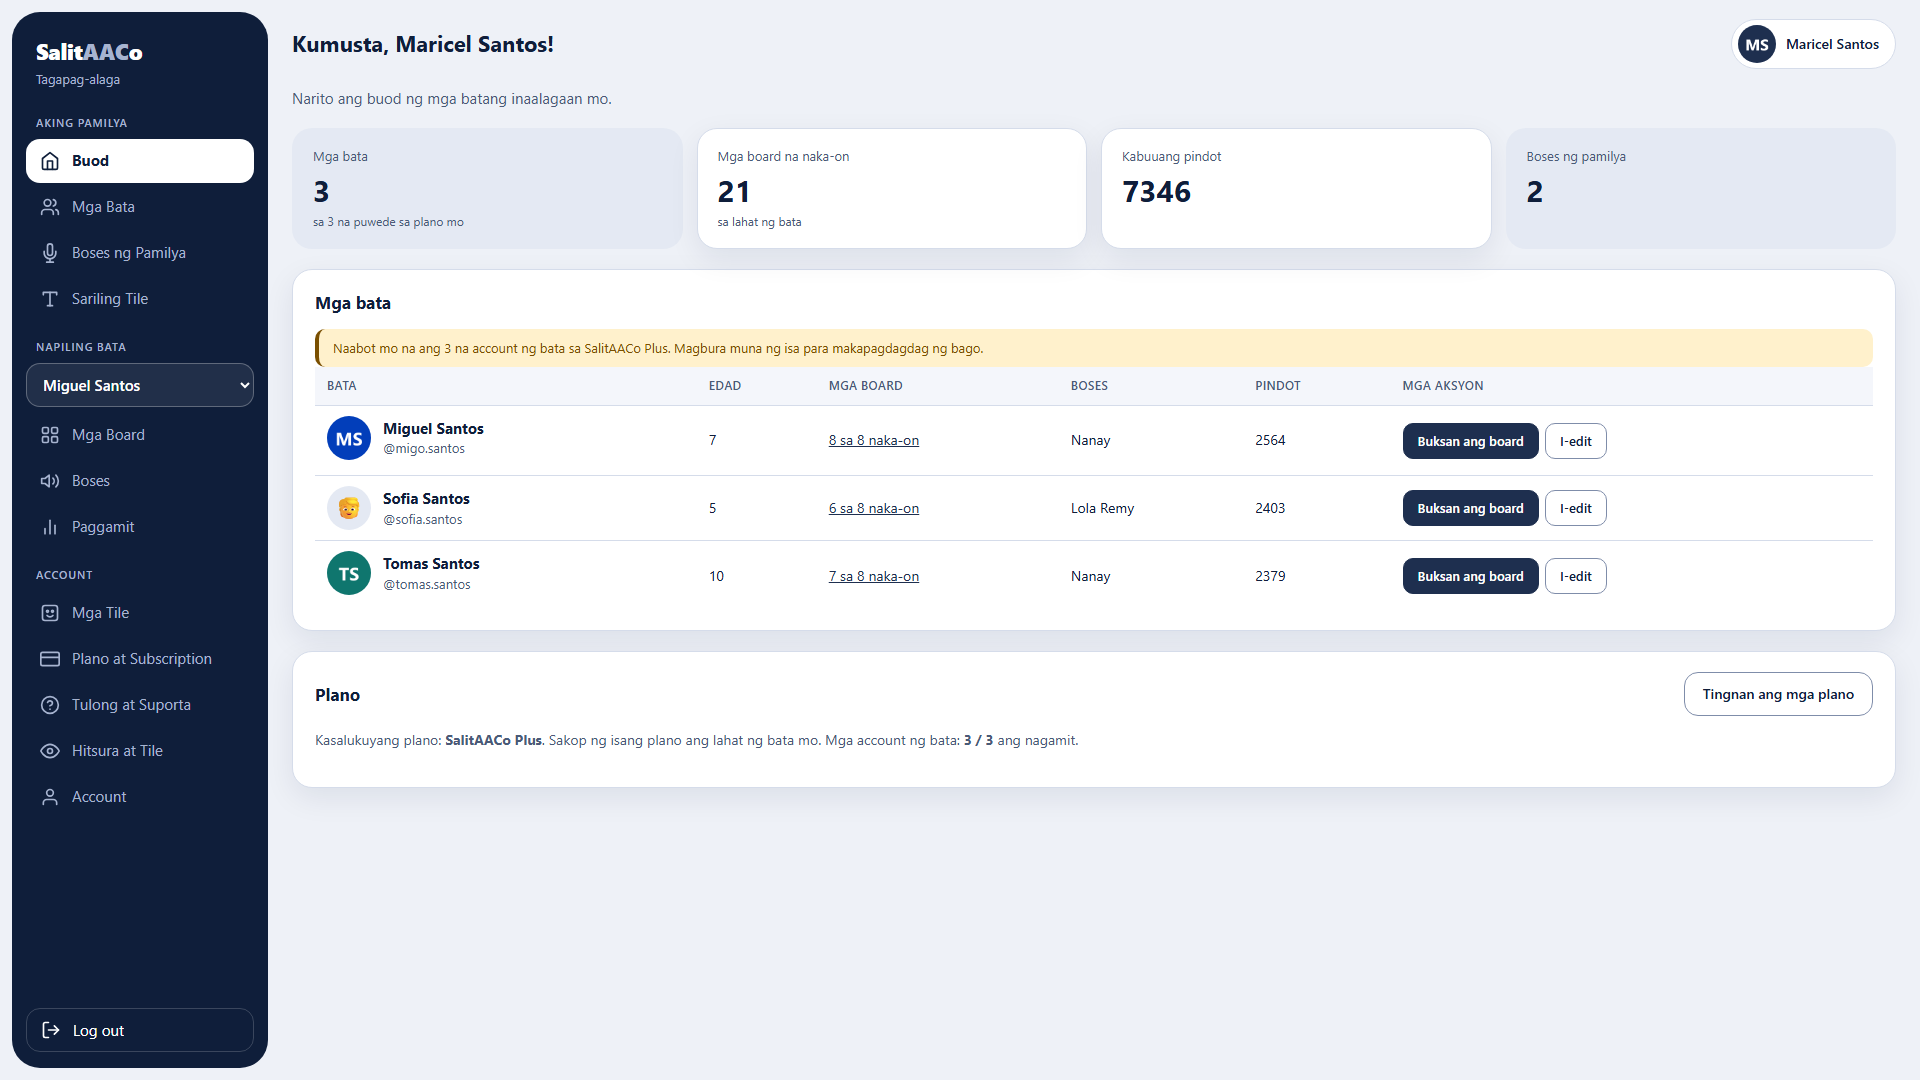 SalitAACo
Tagapag-alaga
AKING PAMILYA
Buod
Mga Bata
Boses ng Pamilya
Sariling Tile
NAPILING BATA
Miguel Santos
Mga Board
Boses
Paggamit
ACCOUNT
Mga Tile
Plano at Subscription
Tulong at Suporta
Hitsura at Tile
Account
Log out
Kumusta, Maricel Santos!
MS Maricel Santos
Narito ang buod ng mga batang inaalagaan mo.
Mga bata
3
sa 3 na puwede sa plano mo
Mga board na naka-on
21
sa lahat ng bata
Kabuuang pindot
7346
Boses ng pamilya
2
Mga bata
Naabot mo na ang 3 na account ng bata sa SalitAACo Plus. Magbura muna ng isa para makapagdagdag ng bago.
BATA EDAD MGA BOARD BOSES PINDOT MGA AKSYON
MS Miguel Santos @migo.santos 7 8 sa 8 naka-on Nanay 2564 Buksan ang board I-edit
Sofia Santos @sofia.santos 5 6 sa 8 naka-on Lola Remy 2403 Buksan ang board I-edit
TS Tomas Santos @tomas.santos 10 7 sa 8 naka-on Nanay 2379 Buksan ang board I-edit
Plano
Tingnan ang mga plano
Kasalukuyang plano: SalitAACo Plus. Sakop ng isang plano ang lahat ng bata mo. Mga account ng bata: 3 / 3 ang nagamit.